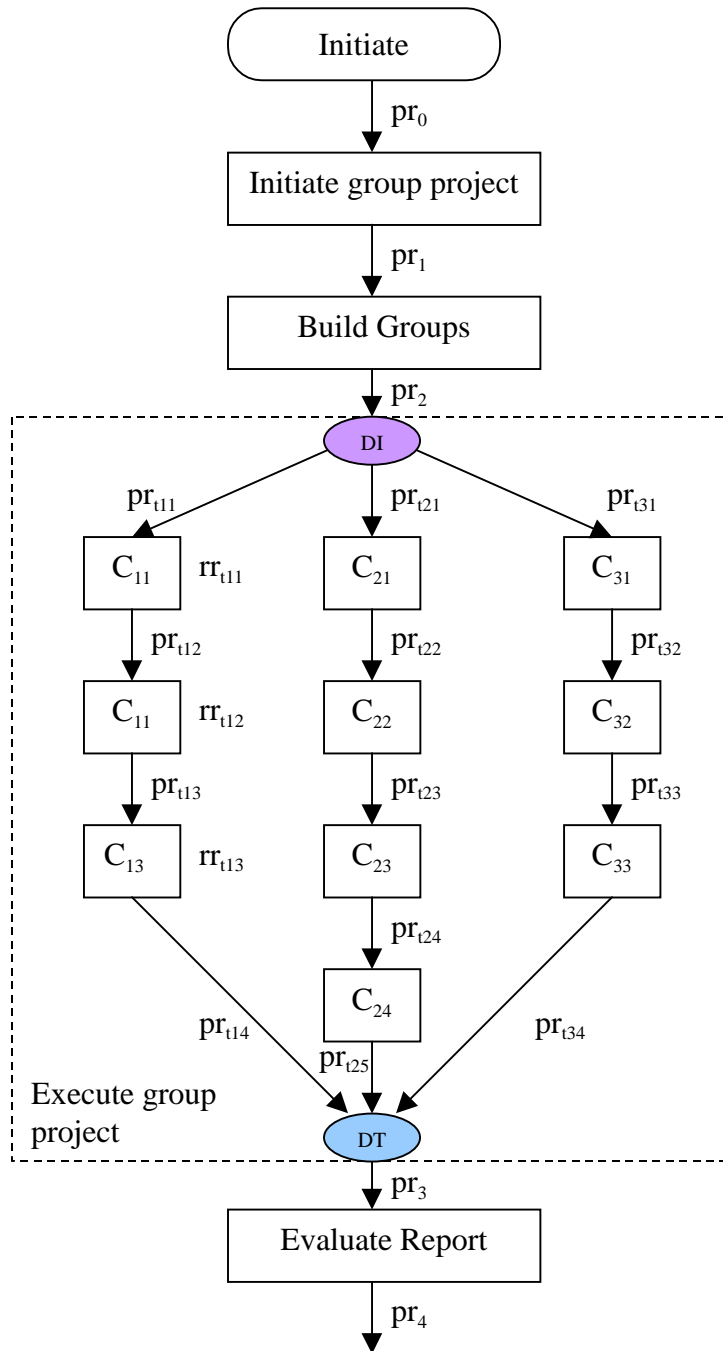 Initiate
pr₀
Initiate group project
pr₁
Build Groups
pr₂
DI
prₜ₁₁ prₜ₂₁ prₜ₃₁
C₁₁ rrₜ₁₁ C₂₁ C₃₁
prₜ₁₂ prₜ₂₂ prₜ₃₂
C₁₁ rrₜ₁₂ C₂₂ C₃₂
prₜ₁₃ prₜ₂₃ prₜ₃₃
C₁₃ rrₜ₁₃ C₂₃ C₃₃
prₜ₂₄
C₂₄
prₜ₁₄ prₜ₂₅ prₜ₃₄
Execute group
project
DT
pr₃
Evaluate Report
pr₄